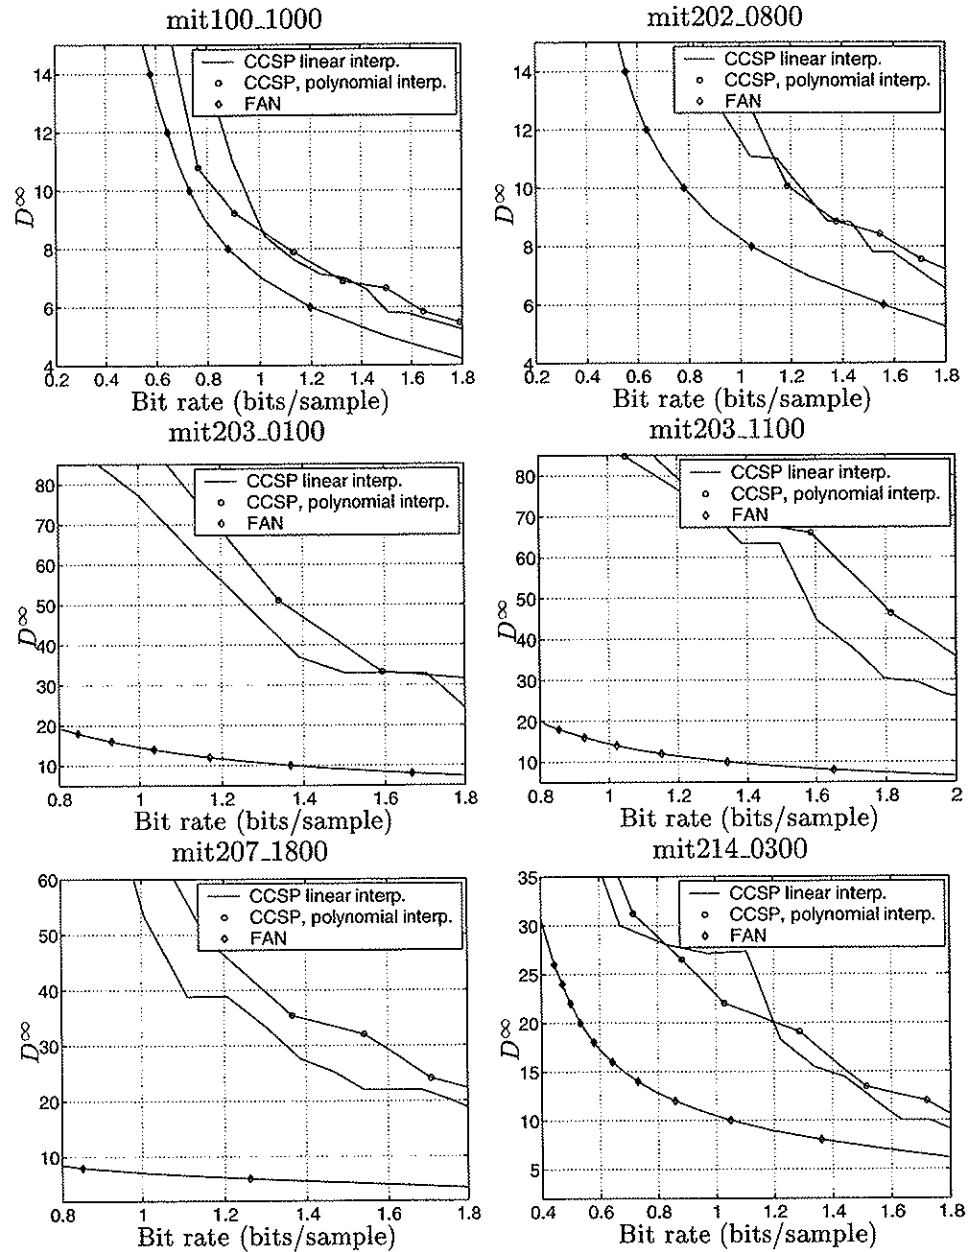 mit100_1000
CCSP linear interp.
CCSP, polynomial interp.
FAN
14
12
10
8
6
4
D∞
0.2 0.4 0.6 0.8 1 1.2 1.4 1.6 1.8
Bit rate (bits/sample)
mit202_0800
CCSP linear interp.
CCSP, polynomial interp.
FAN
14
12
10
8
6
4
D∞
0.2 0.4 0.6 0.8 1 1.2 1.4 1.6 1.8
Bit rate (bits/sample)
mit203_0100
CCSP linear interp.
CCSP, polynomial interp.
FAN
80
70
60
50
40
30
20
10
D∞
0.8 1 1.2 1.4 1.6 1.8
Bit rate (bits/sample)
mit203_1100
CCSP linear interp.
CCSP, polynomial interp.
FAN
80
70
60
50
40
30
20
10
D∞
0.8 1 1.2 1.4 1.6 1.8 2
Bit rate (bits/sample)
mit207_1800
CCSP linear interp.
CCSP, polynomial interp.
FAN
60
50
40
30
20
10
D∞
0.8 1 1.2 1.4 1.6 1.8
Bit rate (bits/sample)
mit214_0300
CCSP linear interp.
CCSP, polynomial interp.
FAN
35
30
25
20
15
10
5
D∞
0.4 0.6 0.8 1 1.2 1.4 1.6 1.8
Bit rate (bits/sample)